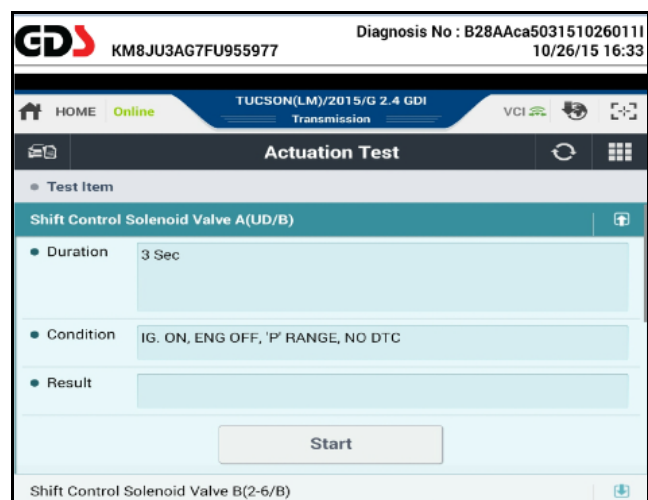 GDS
KM8JU3AG7FU955977
Diagnosis No : B28AAca503151026011I
10/26/15 16:33
HOME Online
TUCSON(LM)/2015/G 2.4 GDI
Transmission
VCI
Actuation Test
Test Item
Shift Control Solenoid Valve A(UD/B)
Duration 3 Sec
Condition IG. ON, ENG OFF, 'P' RANGE, NO DTC
Result
Start
Shift Control Solenoid Valve B(2-6/B)